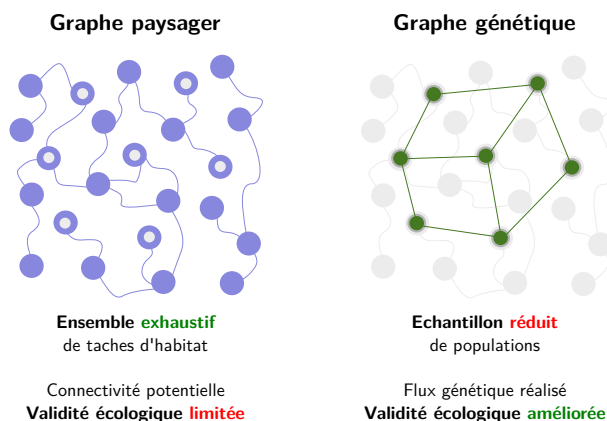 Graphe paysager
Graphe génétique
Ensemble exhaustif
de taches d'habitat
Echantillon réduit
de populations
Connectivité potentielle
Validité écologique limitée
Flux génétique réalisé
Validité écologique améliorée